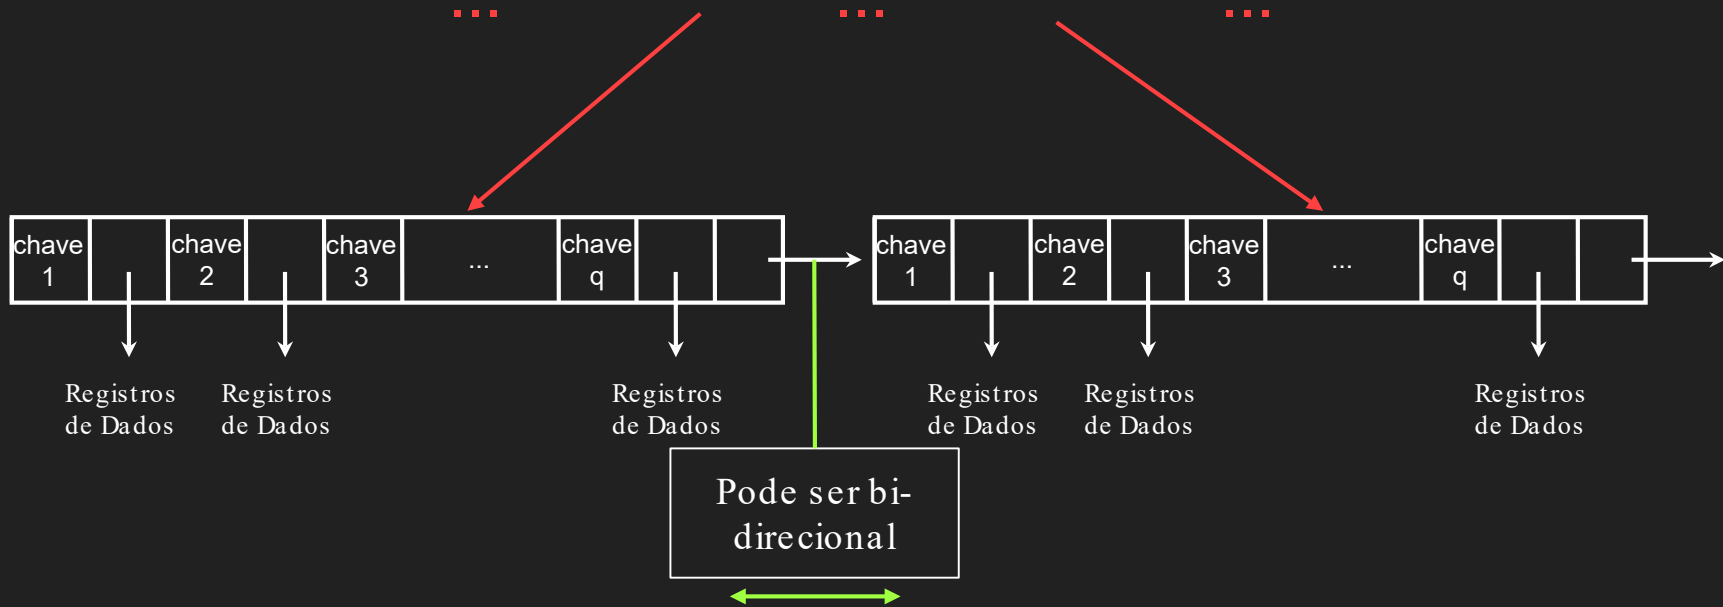 ... ... ...
chave
1
chave
2
chave
3
...
chave
q
chave
1
chave
2
chave
3
...
chave
q
Registros
de Dados
Registros
de Dados
Registros
de Dados
Registros
de Dados
Registros
de Dados
Registros
de Dados
Pode ser bi-
direcional